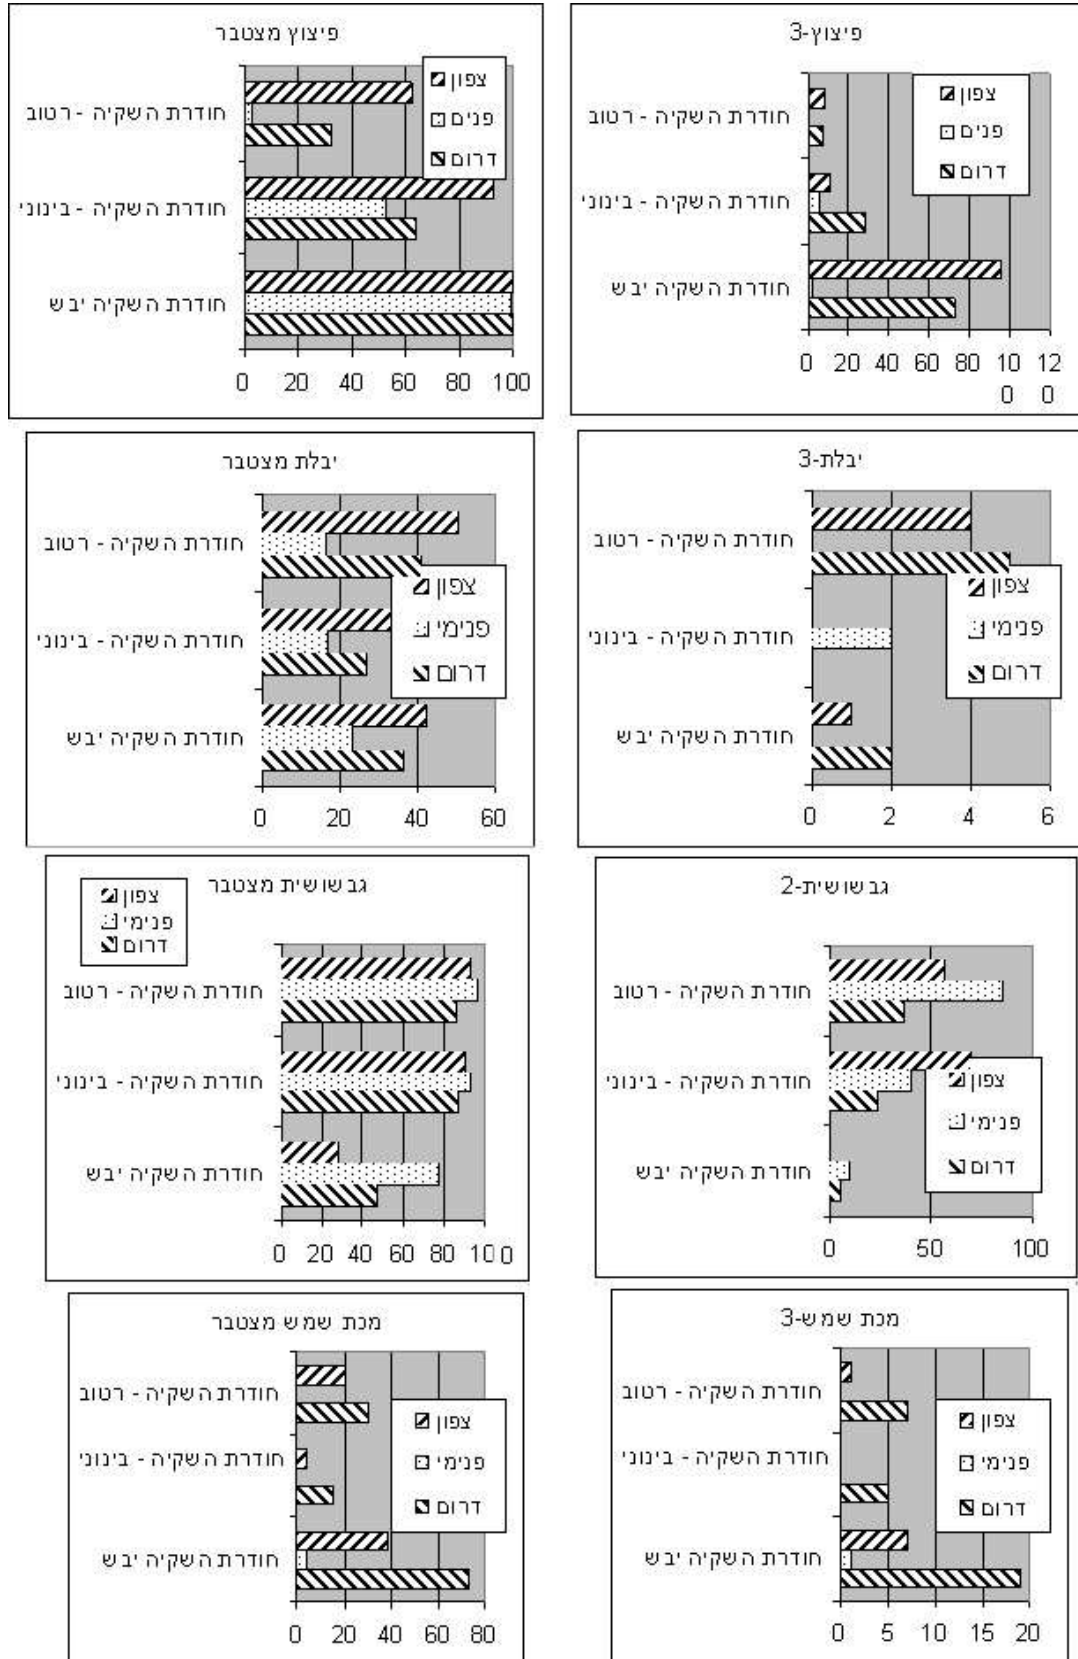 פיצוץ מצטבר
צפון
פנים
דרום
חודרת השקיה - רטוב
חודרת השקיה - בינוני
חודרת השקיה יבש
0 20 40 60 80 100
פיצוץ-3
צפון
פנים
דרום
חודרת השקיה - רטוב
חודרת השקיה - בינוני
חודרת השקיה יבש
0 20 40 60 80 10 12
0 0
יבלת מצטבר
חודרת השקיה - רטוב
צפון
פנימי
דרום
חודרת השקיה - בינוני
חודרת השקיה יבש
0 20 40 60
יבלת-3
חודרת השקיה - רטוב
צפון
פנימי
דרום
חודרת השקיה - בינוני
חודרת השקיה יבש
0 2 4 6
גבשושית מצטבר
צפון
פנימי
דרום
חודרת השקיה - רטוב
חודרת השקיה - בינוני
חודרת השקיה יבש
0 20 40 60 80 100
גבשושית-2
חודרת השקיה - רטוב
חודרת השקיה - בינוני
צפון
פנימי
דרום
חודרת השקיה יבש
0 50 100
מכת שמש מצטבר
חודרת השקיה - רטוב
צפון
פנימי
דרום
חודרת השקיה - בינוני
חודרת השקיה יבש
0 20 40 60 80
מכת שמש-3
חודרת השקיה - רטוב
צפון
פנימי
דרום
חודרת השקיה - בינוני
חודרת השקיה יבש
0 5 10 15 20